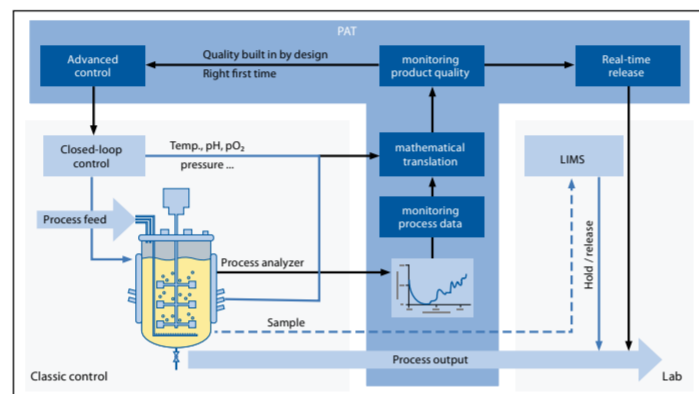 PAT
Advanced
control
Quality built in by design
Right first time
monitoring
product quality
Real-time
release
Closed-loop
control
Temp., pH, pO₂
pressure ...
mathematical
translation
LIMS
Process feed
monitoring
process data
Process analyzer
Hold / release
Sample
Process output
Classic control
Lab